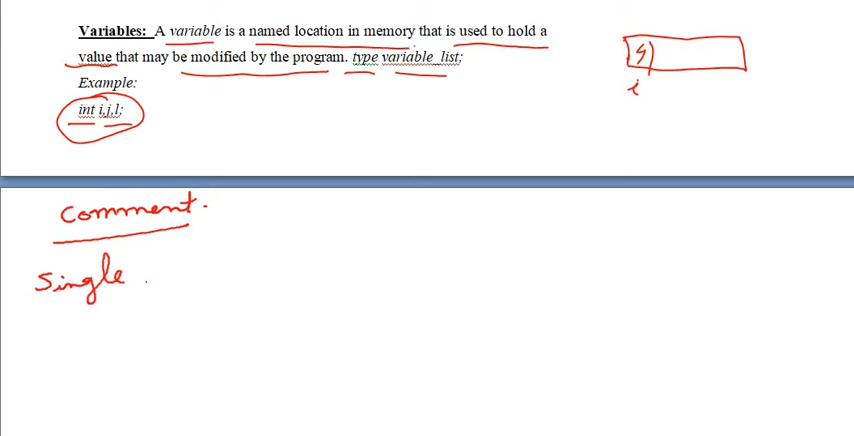 Variables: A variable is a named location in memory that is used to hold a
value that may be modified by the program. type variable_list;
Example:
int i,j,l;
i
Comment.
Single.